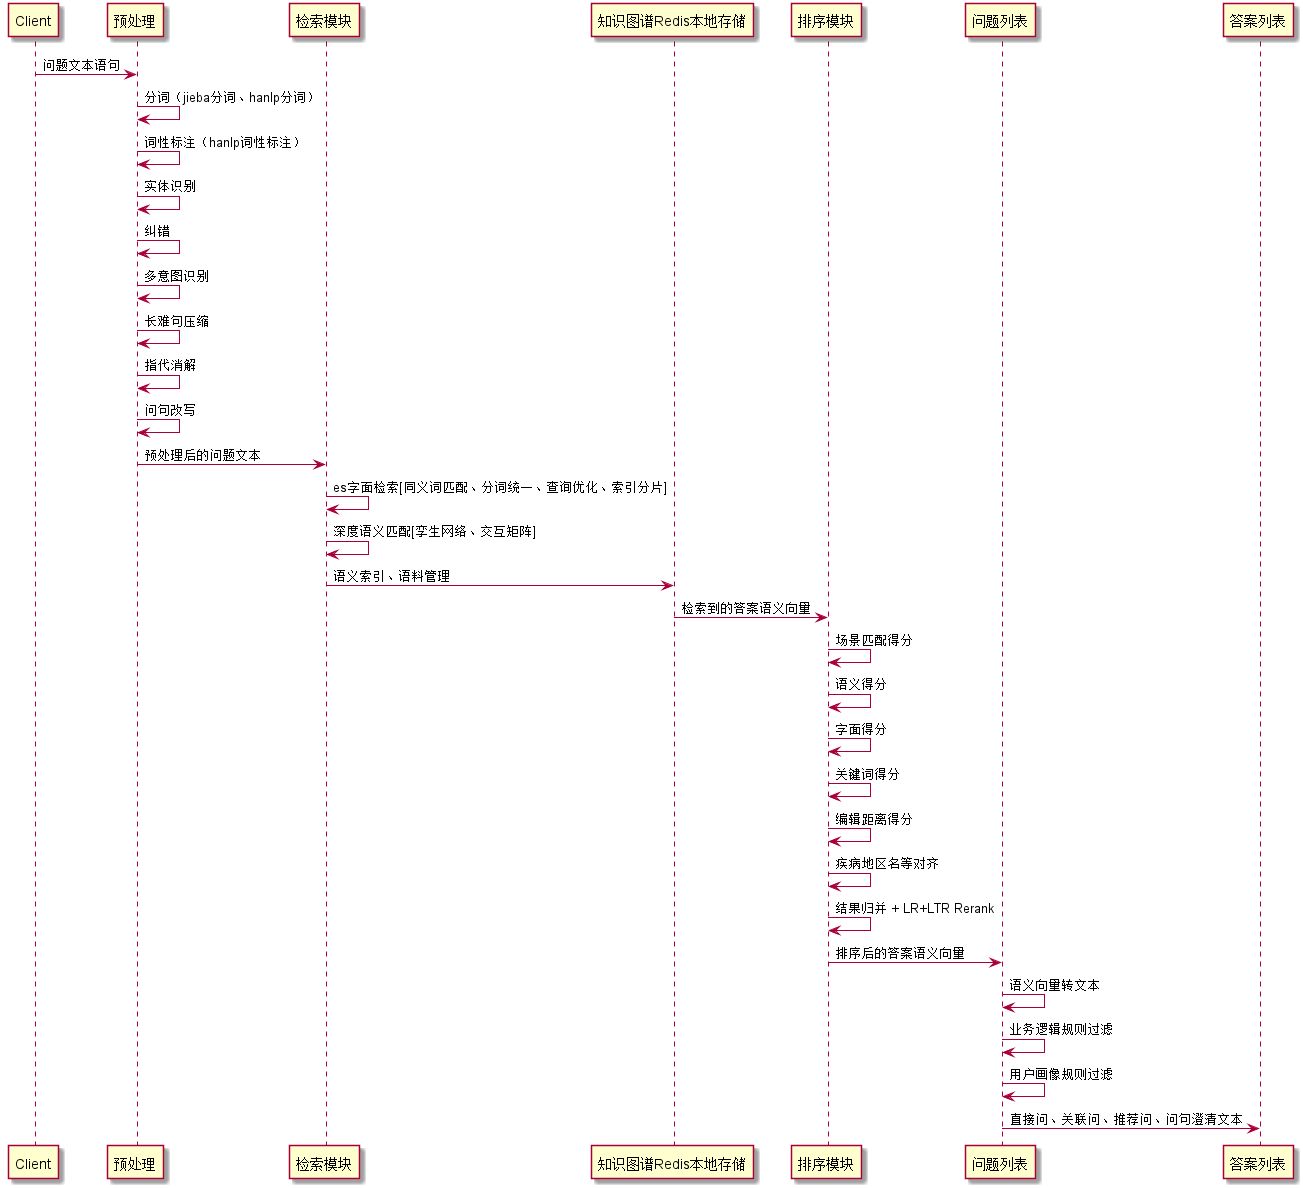 Client
预处理
检索模块
知识图谱Redis本地存储
排序模块
问题列表
答案列表
问题文本语句
分词（jieba分词、hanlp分词）
词性标注（hanlp词性标注）
实体识别
纠错
多意图识别
长难句压缩
指代消解
问句改写
预处理后的问题文本
es字面检索[同义词匹配、分词统一、查询优化、索引分片]
深度语义匹配[孪生网络、交互矩阵]
语义索引、语料管理
检索到的答案语义向量
场景匹配得分
语义得分
字面得分
关键词得分
编辑距离得分
疾病地区名等对齐
结果归并 + LR+LTR Rerank
排序后的答案语义向量
语义向量转文本
业务逻辑规则过滤
用户画像规则过滤
直接问、关联问、推荐问、问句澄清文本
Client
预处理
检索模块
知识图谱Redis本地存储
排序模块
问题列表
答案列表